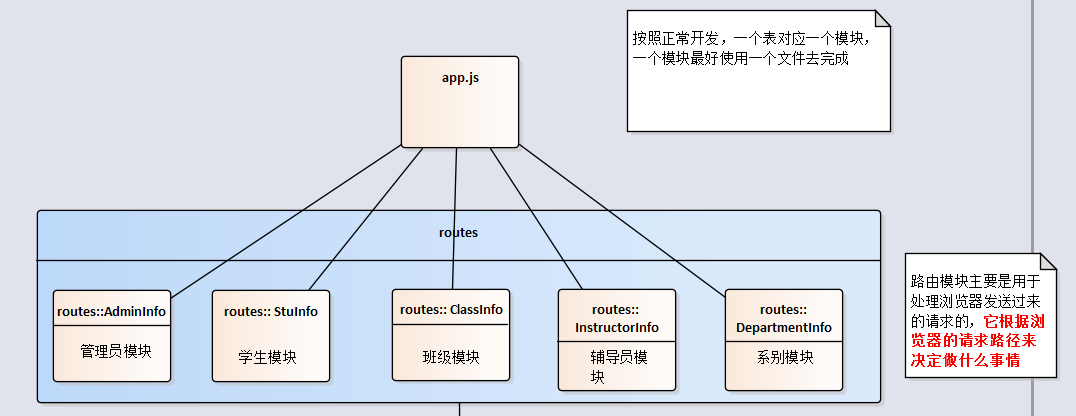 按照正常开发，一个表对应一个模块，
一个模块最好使用一个文件去完成
app.js
routes
路由模块主要是用于
处理浏览器发送过来
的请求的，它根据浏
览器的请求路径来
决定做什么事情
routes::AdminInfo
管理员模块
routes:: StuInfo
学生模块
routes:: ClassInfo
班级模块
routes::
InstructorInfo
辅导员模
块
routes::
DepartmentInfo
系别模块